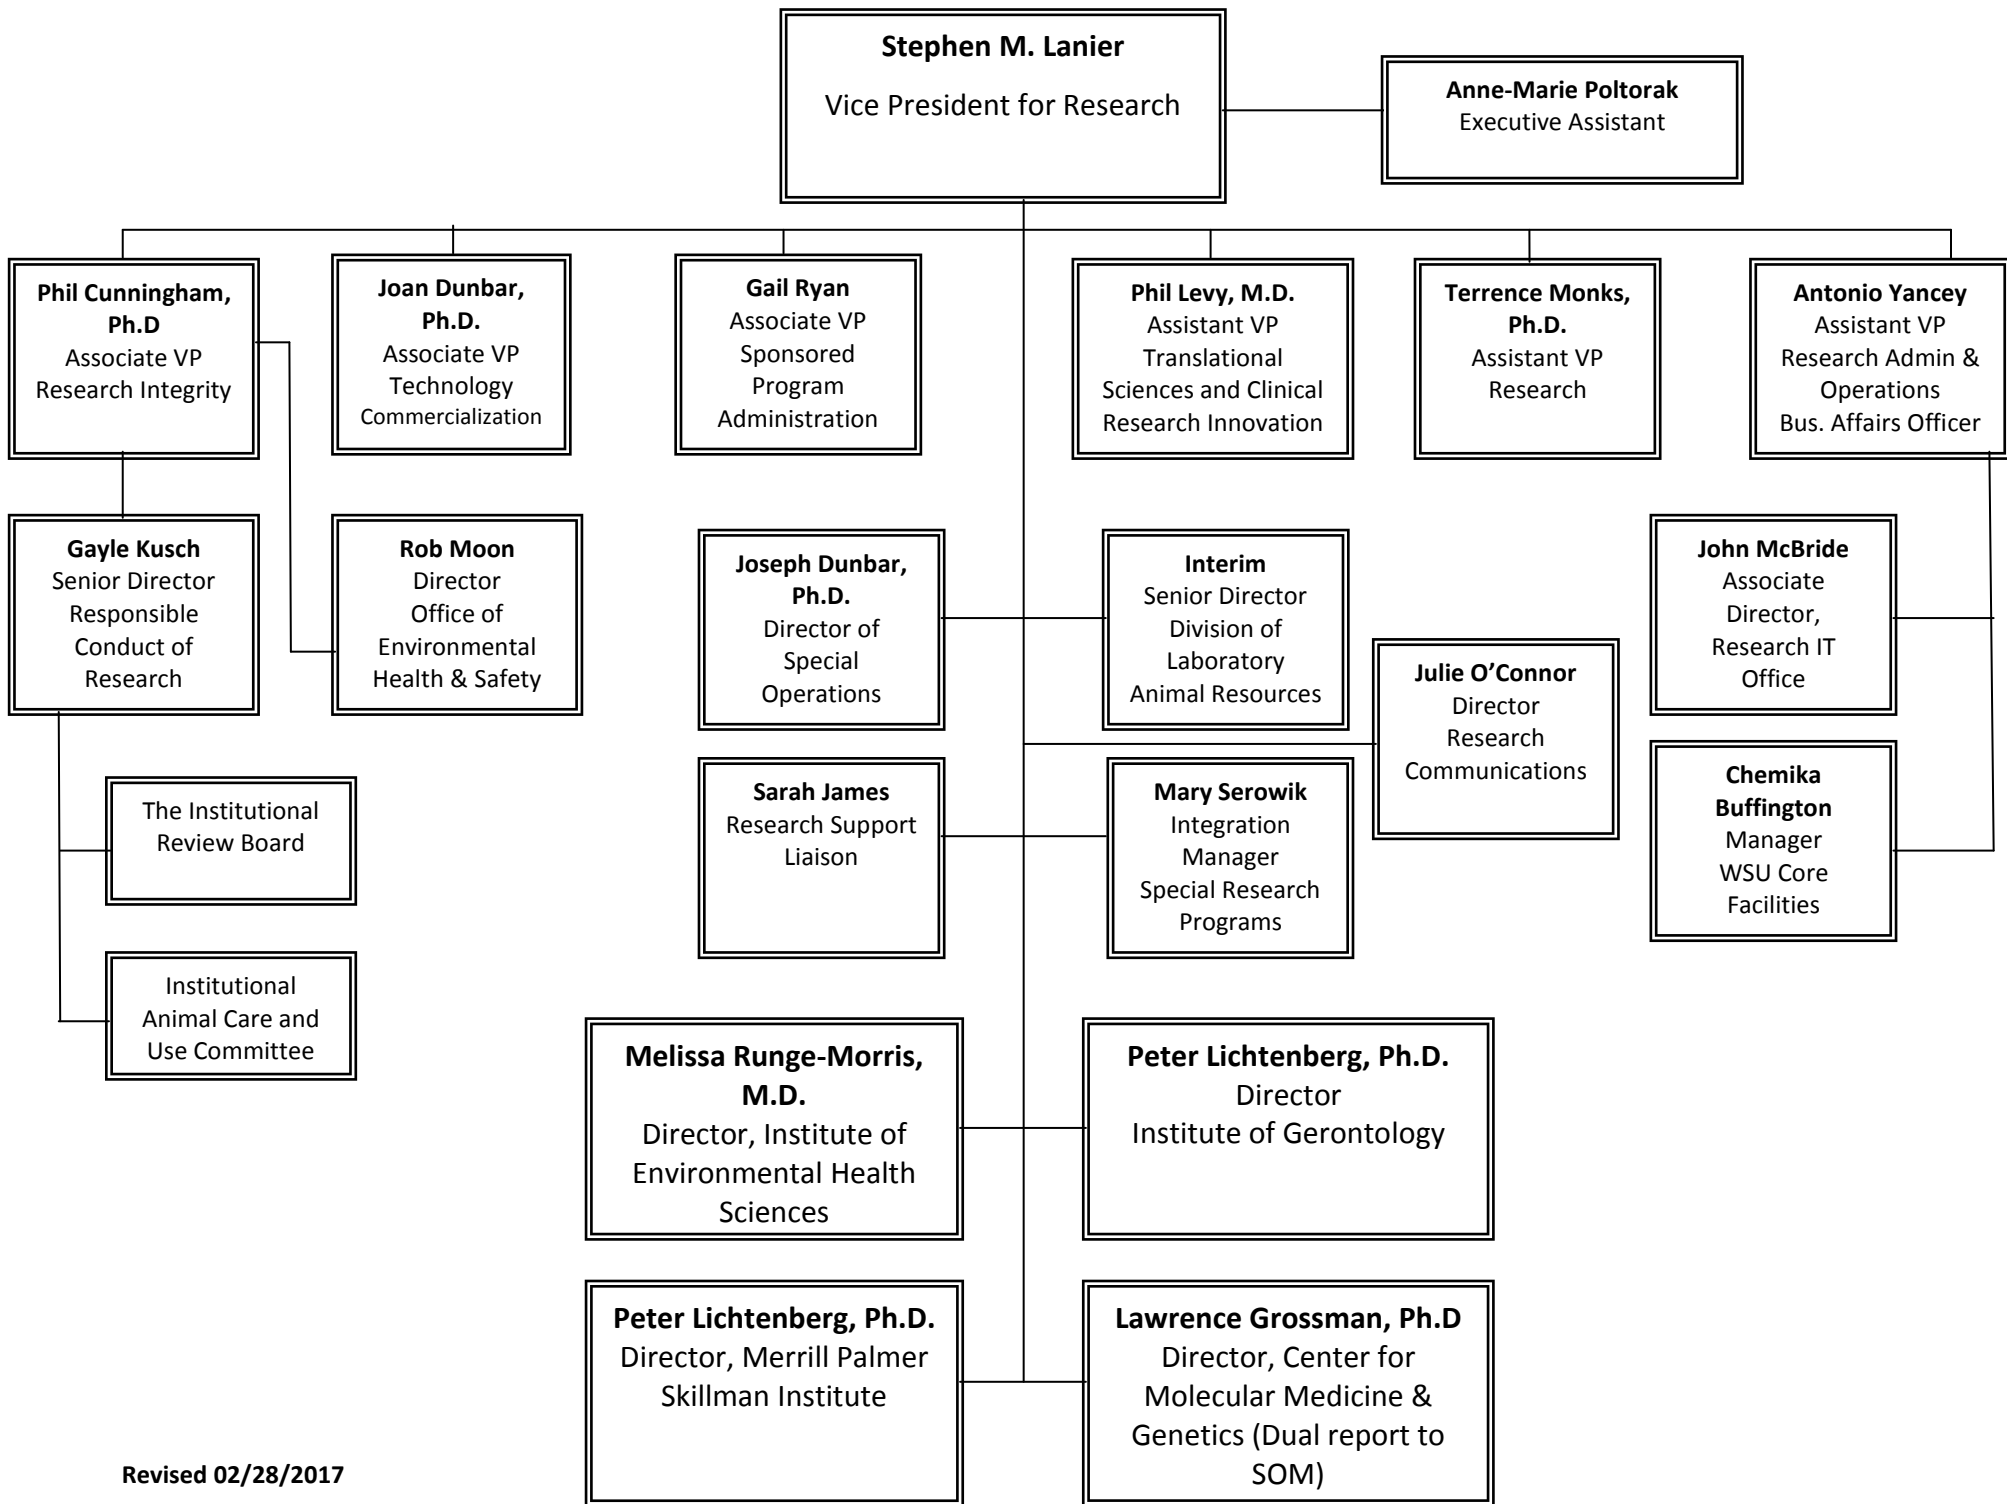 Stephen M. Lanier
Vice President for Research
Anne-Marie Poltorak
Executive Assistant
Phil Cunningham,
Ph.D
Associate VP
Research Integrity
Joan Dunbar,
Ph.D.
Associate VP
Technology
Commercialization
Gail Ryan
Associate VP
Sponsored
Program
Administration
Phil Levy, M.D.
Assistant VP
Translational
Sciences and Clinical
Research Innovation
Terrence Monks,
Ph.D.
Assistant VP
Research
Antonio Yancey
Assistant VP
Research Admin &
Operations
Bus. Affairs Officer
Gayle Kusch
Senior Director
Responsible
Conduct of
Research
Rob Moon
Director
Office of
Environmental
Health & Safety
Joseph Dunbar,
Ph.D.
Director of
Special
Operations
Interim
Senior Director
Division of
Laboratory
Animal Resources
Julie O’Connor
Director
Research
Communications
John McBride
Associate
Director,
Research IT
Office
The Institutional
Review Board
Sarah James
Research Support
Liaison
Mary Serowik
Integration
Manager
Special Research
Programs
Chemika
Buffington
Manager
WSU Core
Facilities
Institutional
Animal Care and
Use Committee
Melissa Runge-Morris,
M.D.
Director, Institute of
Environmental Health
Sciences
Peter Lichtenberg, Ph.D.
Director
Institute of Gerontology
Peter Lichtenberg, Ph.D.
Director, Merrill Palmer
Skillman Institute
Lawrence Grossman, Ph.D
Director, Center for
Molecular Medicine &
Genetics (Dual report to
SOM)
Revised 02/28/2017